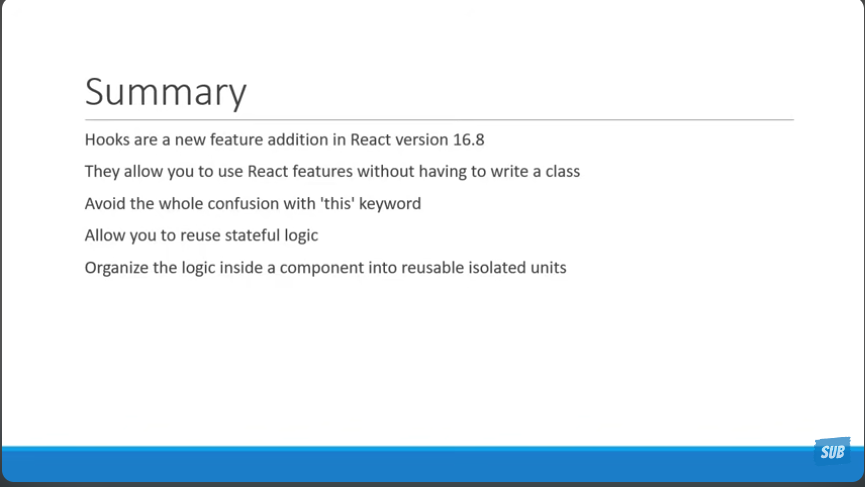 Summary
Hooks are a new feature addition in React version 16.8
They allow you to use React features without having to write a class
Avoid the whole confusion with 'this' keyword
Allow you to reuse stateful logic
Organize the logic inside a component into reusable isolated units
SUB